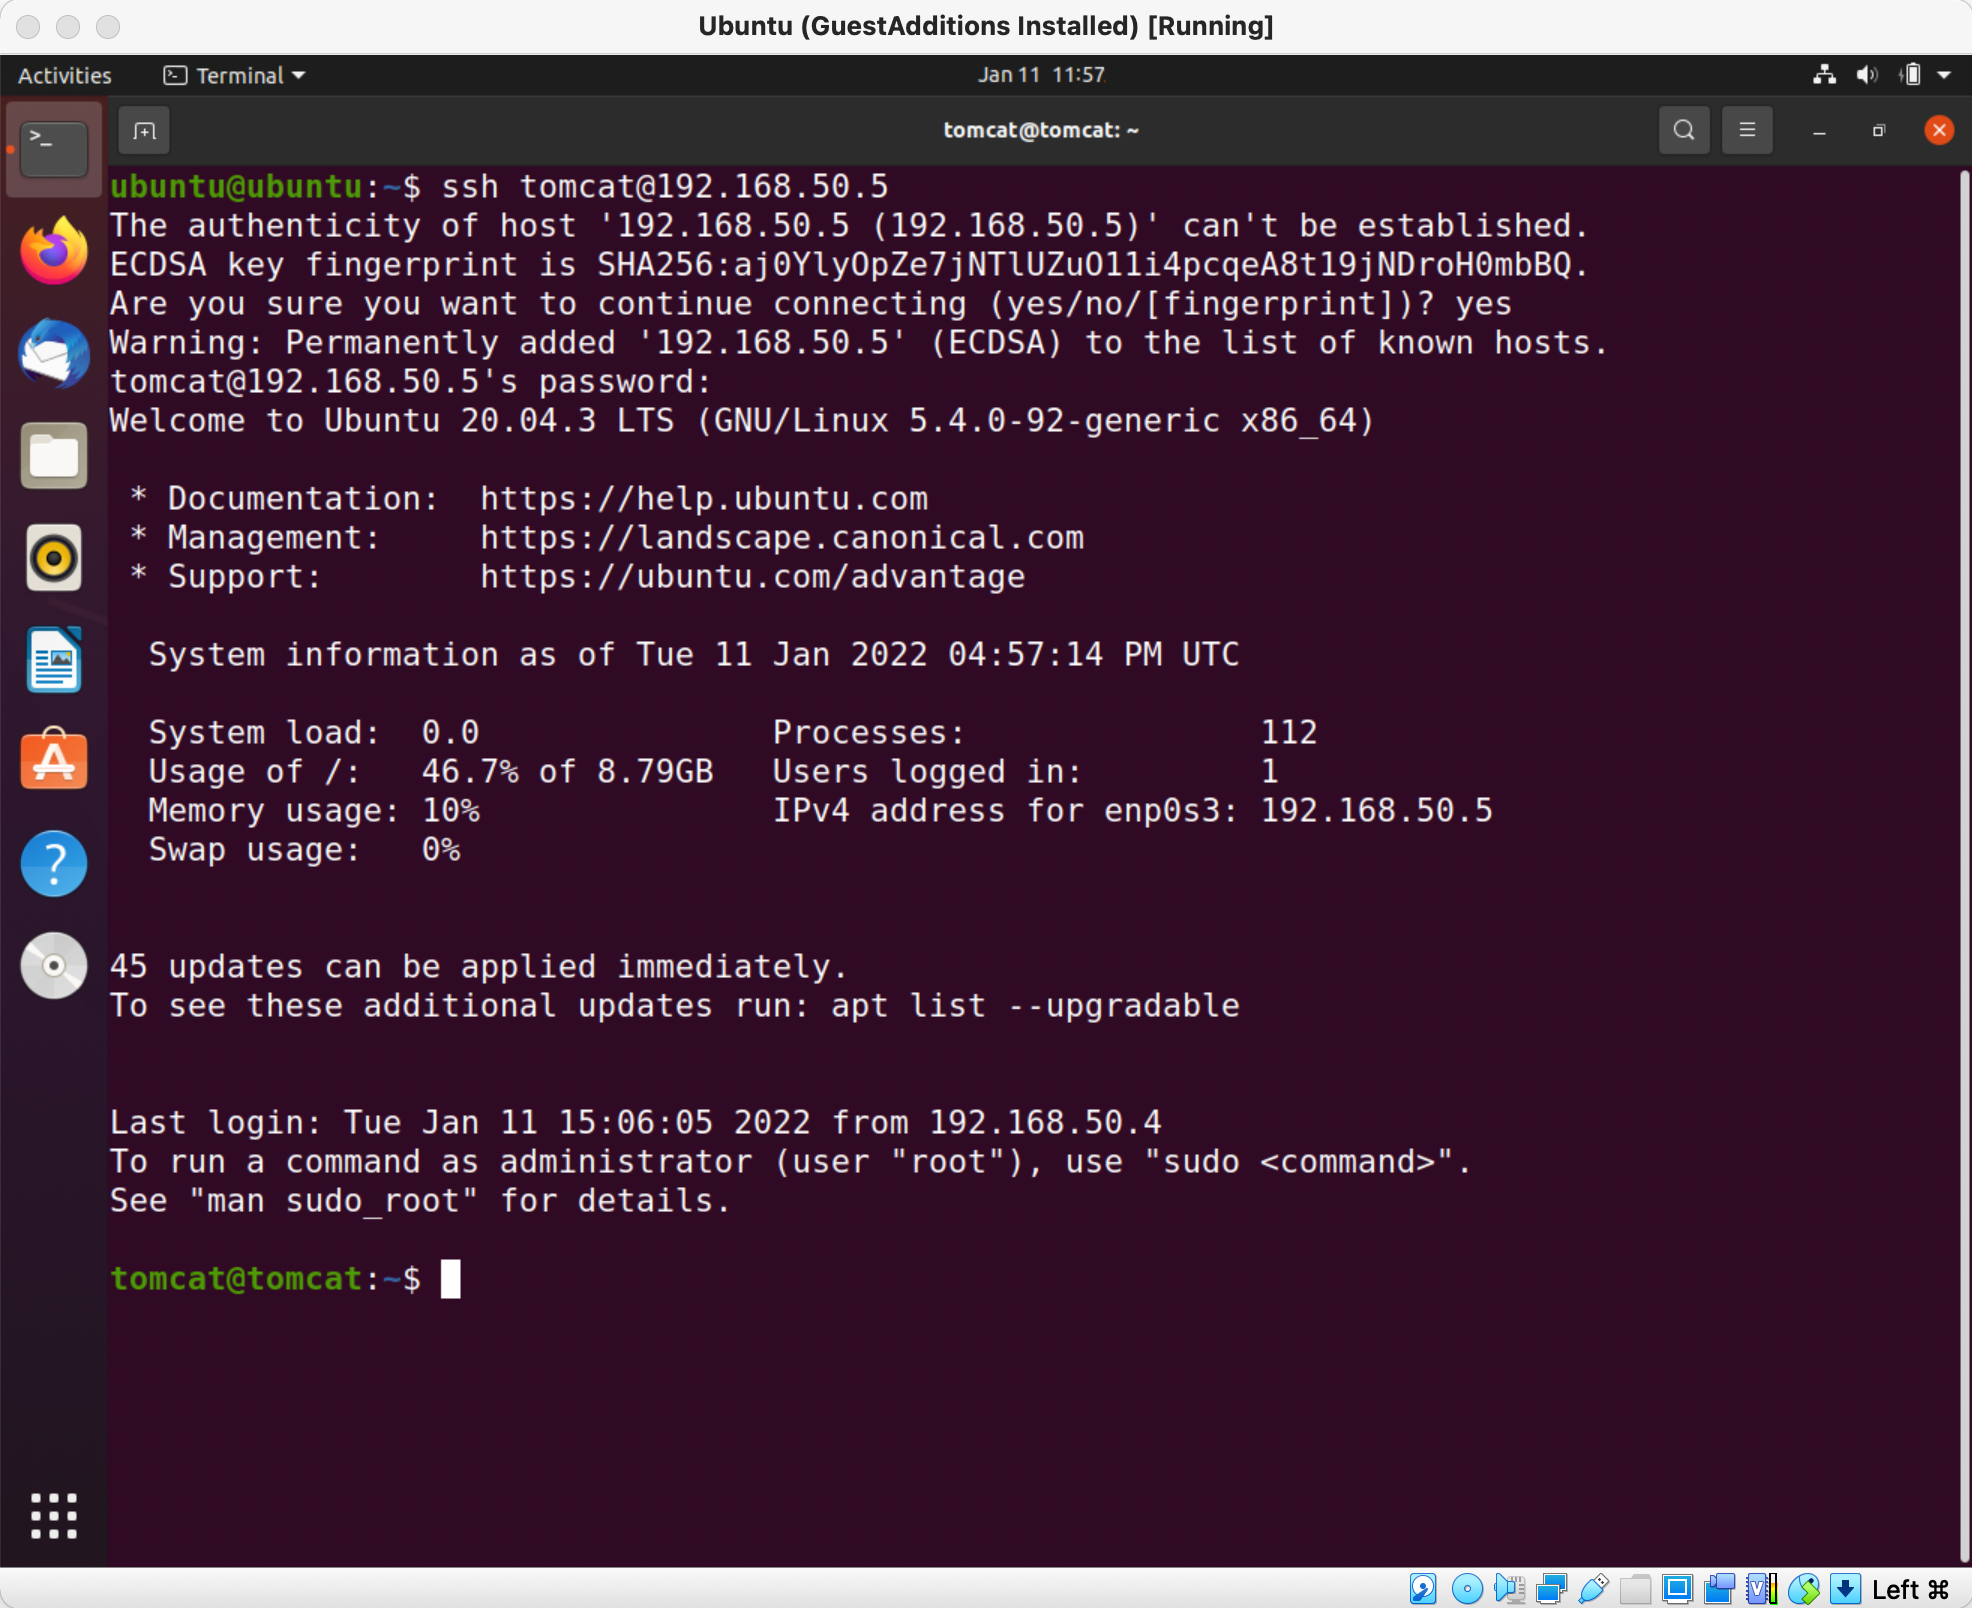 Ubuntu (GuestAdditions Installed) [Running]
Activities
Terminal
Jan 11 11:57
tomcat@tomcat: ~
ubuntu@ubuntu:~$ ssh tomcat@192.168.50.5
The authenticity of host '192.168.50.5 (192.168.50.5)' can't be established.
ECDSA key fingerprint is SHA256:aj0YlyOpZe7jNTlUZuO11i4pcqeA8t19jNDroH0mbBQ.
Are you sure you want to continue connecting (yes/no/[fingerprint])? yes
Warning: Permanently added '192.168.50.5' (ECDSA) to the list of known hosts.
tomcat@192.168.50.5's password:
Welcome to Ubuntu 20.04.3 LTS (GNU/Linux 5.4.0-92-generic x86_64)
* Documentation:  https://help.ubuntu.com
* Management:     https://landscape.canonical.com
* Support:        https://ubuntu.com/advantage
System information as of Tue 11 Jan 2022 04:57:14 PM UTC
System load:  0.0               Processes:               112
Usage of /:   46.7% of 8.79GB   Users logged in:         1
Memory usage: 10%               IPv4 address for enp0s3: 192.168.50.5
Swap usage:   0%
45 updates can be applied immediately.
To see these additional updates run: apt list --upgradable
Last login: Tue Jan 11 15:06:05 2022 from 192.168.50.4
To run a command as administrator (user "root"), use "sudo <command>".
See "man sudo_root" for details.
tomcat@tomcat:~$
Left ⌘